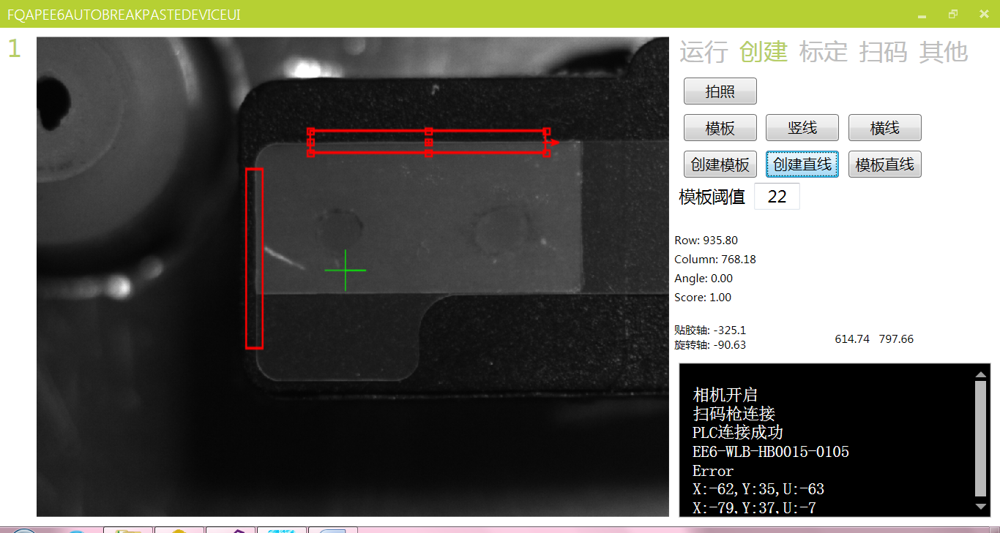 FQAPEE6AUTOBREAKPASTEDEVICEUI
1
运行 创建 标定 扫码 其他
拍照
模板 竖线 横线
创建模板 创建直线 模板直线
模板阈值 22
Row: 935.80
Column: 768.18
Angle: 0.00
Score: 1.00
贴胶轴: -325.1
旋转轴: -90.63
614.74 797.66
相机开启
扫码枪连接
PLC连接成功
EE6-WLB-HB0015-0105
Error
X:-62,Y:35,U:-63
X:-79,Y:37,U:-7